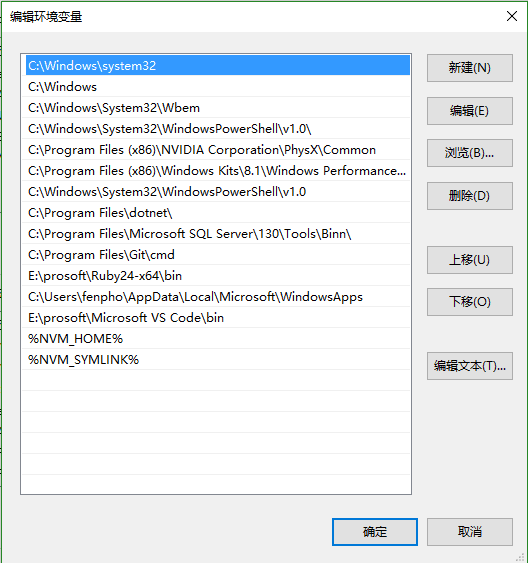 编辑环境变量
C:\Windows\system32
C:\Windows
C:\Windows\System32\Wbem
C:\Windows\System32\WindowsPowerShell\v1.0\
C:\Program Files (x86)\NVIDIA Corporation\PhysX\Common
C:\Program Files (x86)\Windows Kits\8.1\Windows Performance...
C:\Windows\System32\WindowsPowerShell\v1.0
C:\Program Files\dotnet\
C:\Program Files\Microsoft SQL Server\130\Tools\Binn\
C:\Program Files\Git\cmd
E:\prosoft\Ruby24-x64\bin
C:\Users\fenpho\AppData\Local\Microsoft\WindowsApps
E:\prosoft\Microsoft VS Code\bin
%NVM_HOME%
%NVM_SYMLINK%
新建(N)
编辑(E)
浏览(B)...
删除(D)
上移(U)
下移(O)
编辑文本(T)...
确定
取消